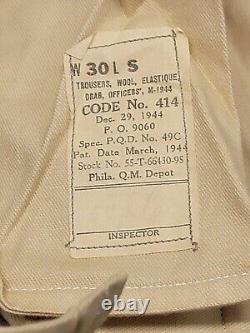 W 30 L S
TROUSERS, WOOL, ELASTIQUE,
DRAB, OFFICERS', M-1944
CODE No. 414
Dec. 29, 1944
P. O. 9060
Spec. P.Q.D. No. 49C
Pat. Date March, 1944
Stock No. 55-T-66430-95
Phila. Q.M. Depot
INSPECTOR